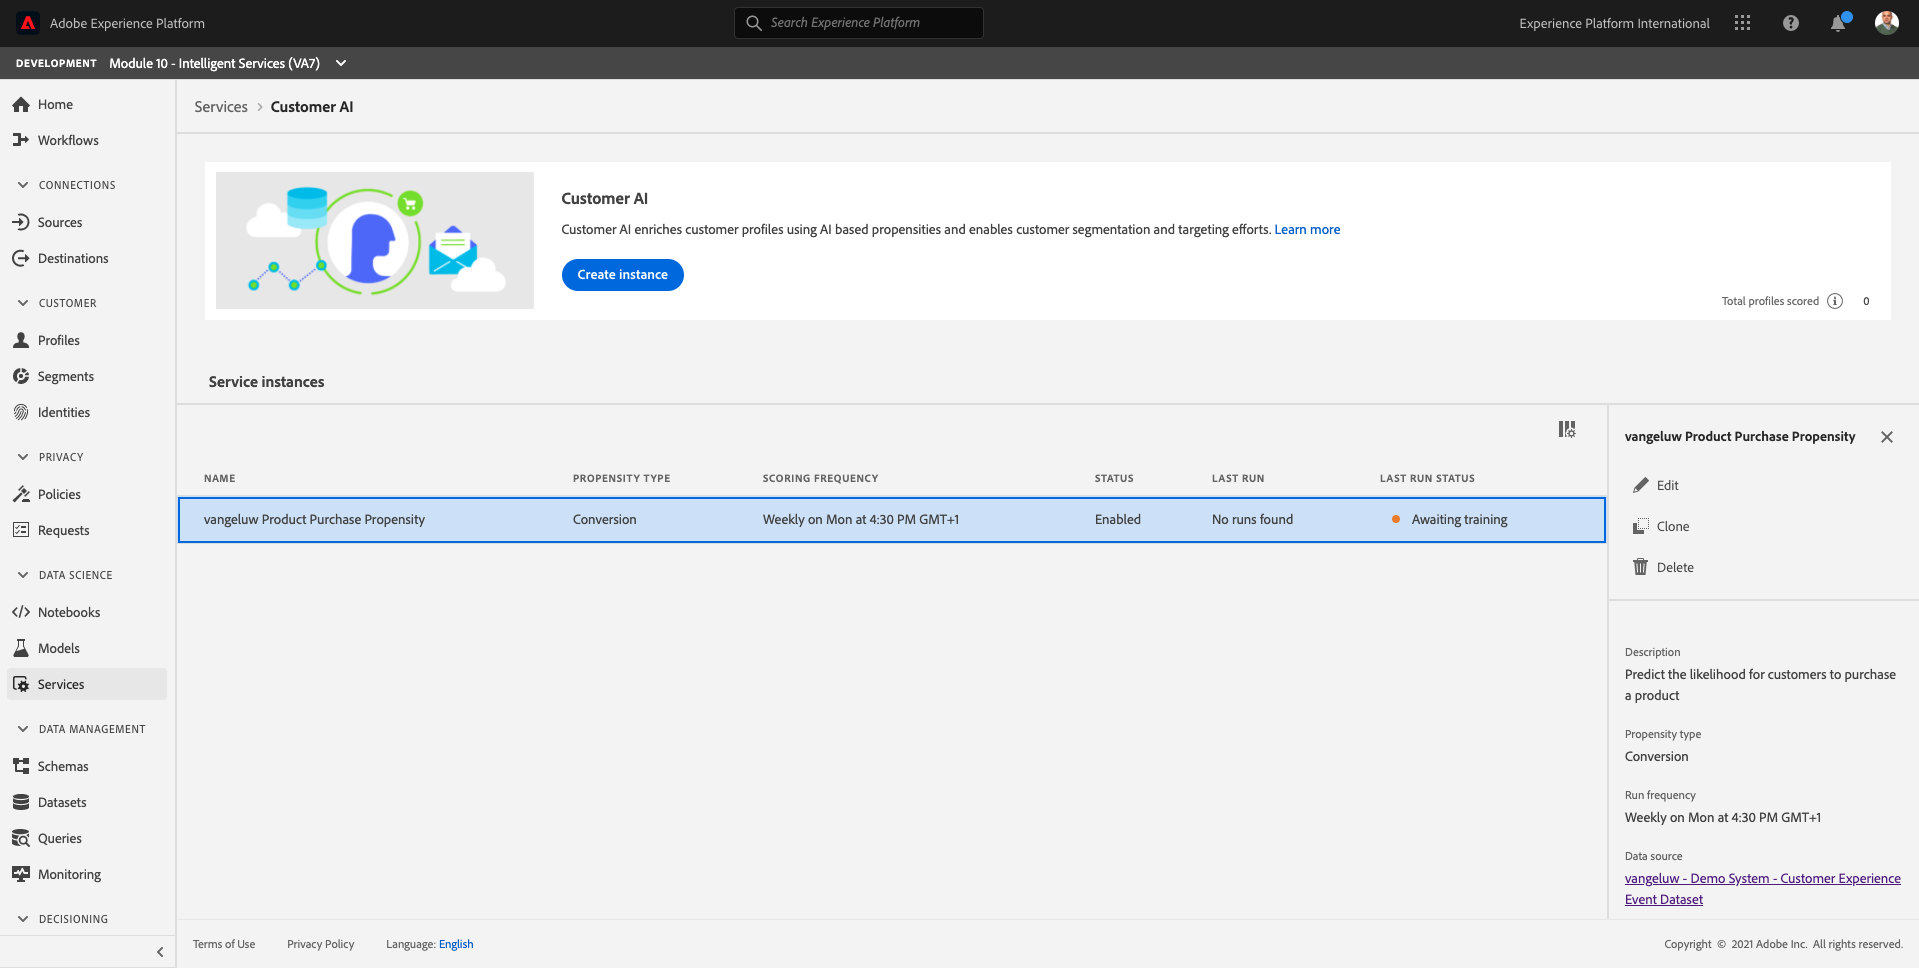 Adobe Experience Platform
Search Experience Platform
Experience Platform International
DEVELOPMENT Module 10 - Intelligent Services (VA7)
Home
Workflows
CONNECTIONS
Sources
Destinations
CUSTOMER
Profiles
Segments
Identities
PRIVACY
Policies
Requests
DATA SCIENCE
Notebooks
Models
Services
DATA MANAGEMENT
Schemas
Datasets
Queries
Monitoring
DECISIONING
Services > Customer AI
Customer AI
Customer AI enriches customer profiles using AI based propensities and enables customer segmentation and targeting efforts. Learn more
Create instance
Total profiles scored 0
Service instances
NAME PROPENSITY TYPE SCORING FREQUENCY STATUS LAST RUN LAST RUN STATUS
vangeluw Product Purchase Propensity Conversion Weekly on Mon at 4:30 PM GMT+1 Enabled No runs found Awaiting training
vangeluw Product Purchase Propensity
Edit
Clone
Delete
Description
Predict the likelihood for customers to purchase
a product
Propensity type
Conversion
Run frequency
Weekly on Mon at 4:30 PM GMT+1
Data source
vangeluw - Demo System - Customer Experience
Event Dataset
Terms of Use Privacy Policy Language: English
Copyright © 2021 Adobe Inc. All rights reserved.